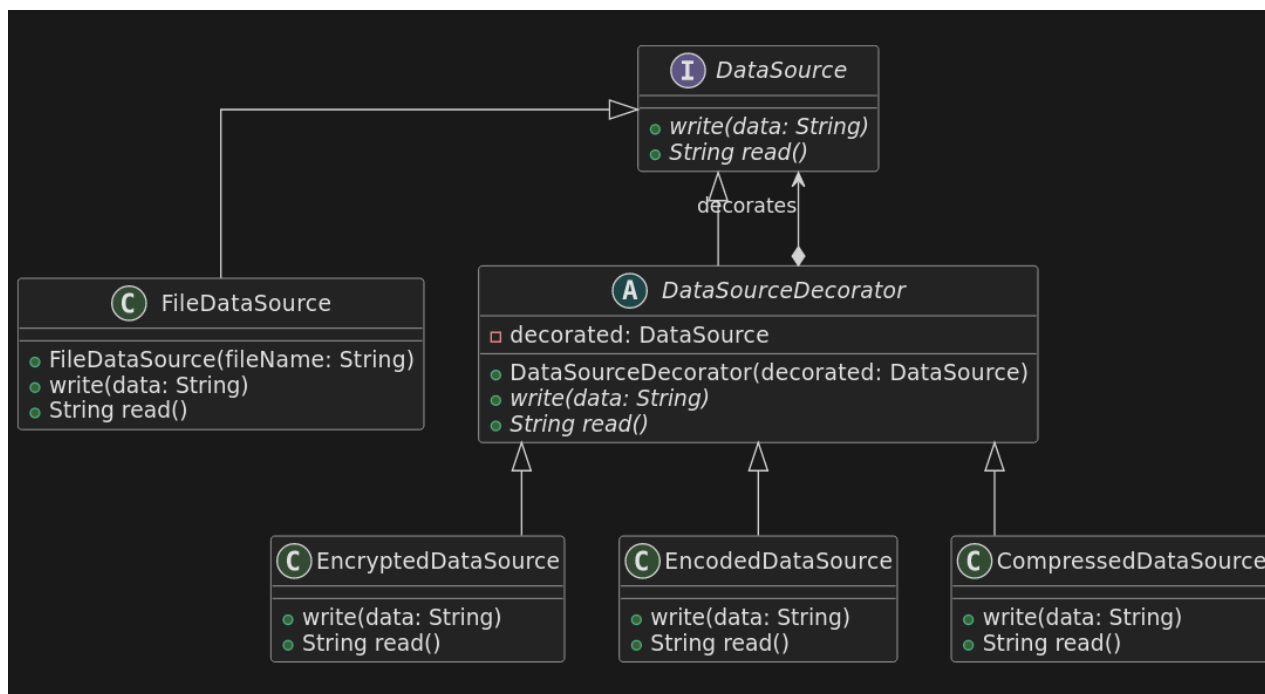 I DataSource
write(data: String)
String read()
decorates
C FileDataSource
FileDataSource(fileName: String)
write(data: String)
String read()
A DataSourceDecorator
decorated: DataSource
DataSourceDecorator(decorated: DataSource)
write(data: String)
String read()
C EncryptedDataSource
write(data: String)
String read()
C EncodedDataSource
write(data: String)
String read()
C CompressedDataSource
write(data: String)
String read()